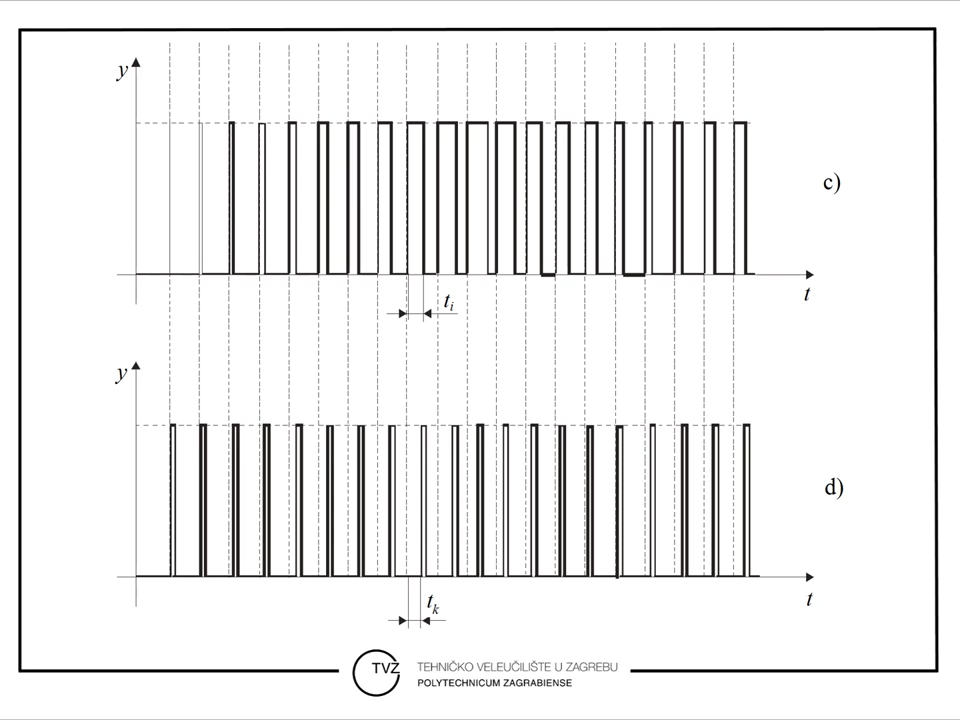 y
c)
t
t_i
y
d)
t
t_k
TVZ
TEHNIČKO VELEUČILIŠTE U ZAGREBU
POLYTECHNICUM ZAGRABIENSE